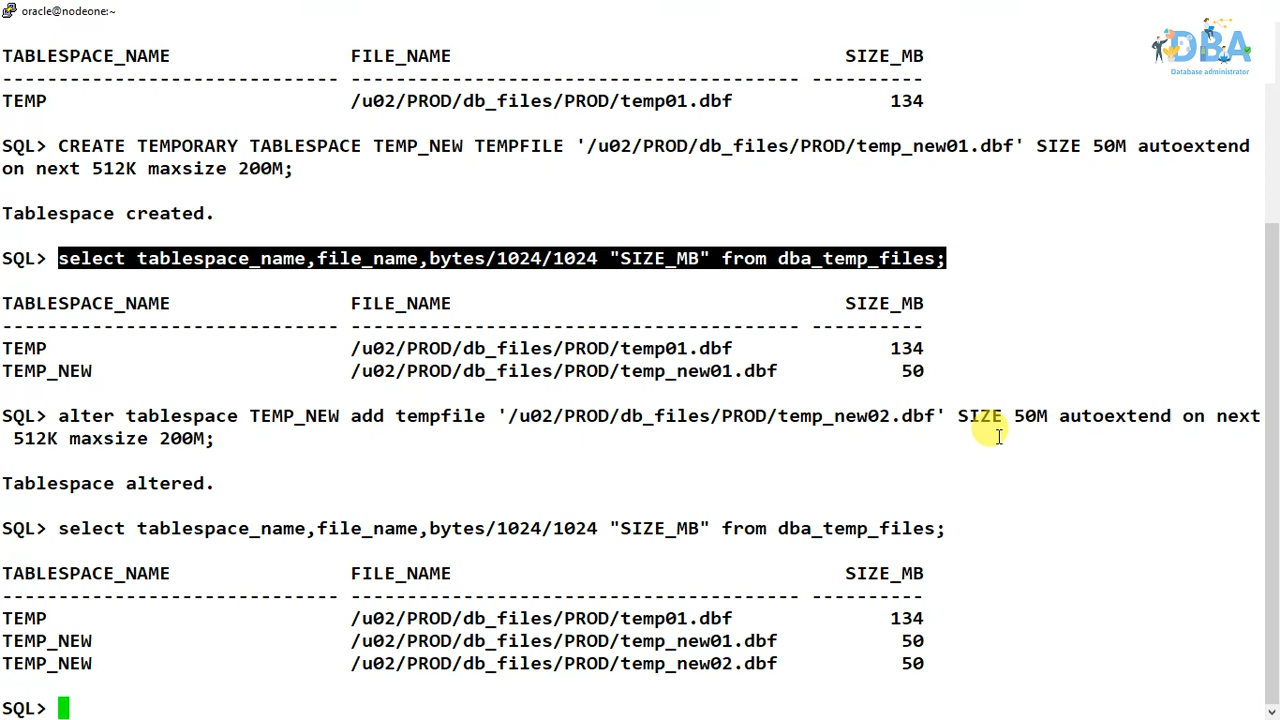 oracle@nodeone:~
DBA
Database administrator
TABLESPACE_NAME FILE_NAME SIZE_MB
------------------------------ ---------------------------------------- ----------
TEMP /u02/PROD/db_files/PROD/temp01.dbf 134
SQL> CREATE TEMPORARY TABLESPACE TEMP_NEW TEMPFILE '/u02/PROD/db_files/PROD/temp_new01.dbf' SIZE 50M autoextend
on next 512K maxsize 200M;
Tablespace created.
SQL> select tablespace_name,file_name,bytes/1024/1024 "SIZE_MB" from dba_temp_files;
TABLESPACE_NAME FILE_NAME SIZE_MB
------------------------------ ---------------------------------------- ----------
TEMP /u02/PROD/db_files/PROD/temp01.dbf 134
TEMP_NEW /u02/PROD/db_files/PROD/temp_new01.dbf 50
SQL> alter tablespace TEMP_NEW add tempfile '/u02/PROD/db_files/PROD/temp_new02.dbf' SIZE 50M autoextend on next
512K maxsize 200M;
Tablespace altered.
SQL> select tablespace_name,file_name,bytes/1024/1024 "SIZE_MB" from dba_temp_files;
TABLESPACE_NAME FILE_NAME SIZE_MB
------------------------------ ---------------------------------------- ----------
TEMP /u02/PROD/db_files/PROD/temp01.dbf 134
TEMP_NEW /u02/PROD/db_files/PROD/temp_new01.dbf 50
TEMP_NEW /u02/PROD/db_files/PROD/temp_new02.dbf 50
SQL>